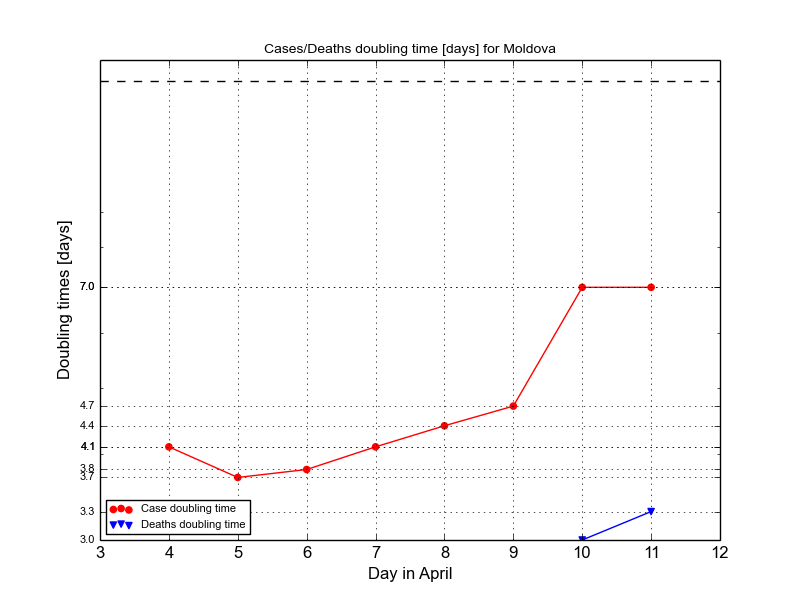 Cases/Deaths doubling time [days] for Moldova
Doubling times [days]
7.0
4.7
4.4
4.1
3.8
3.7
3.3
3.0
Case doubling time
Deaths doubling time
3 4 5 6 7 8 9 10 11 12
Day in April